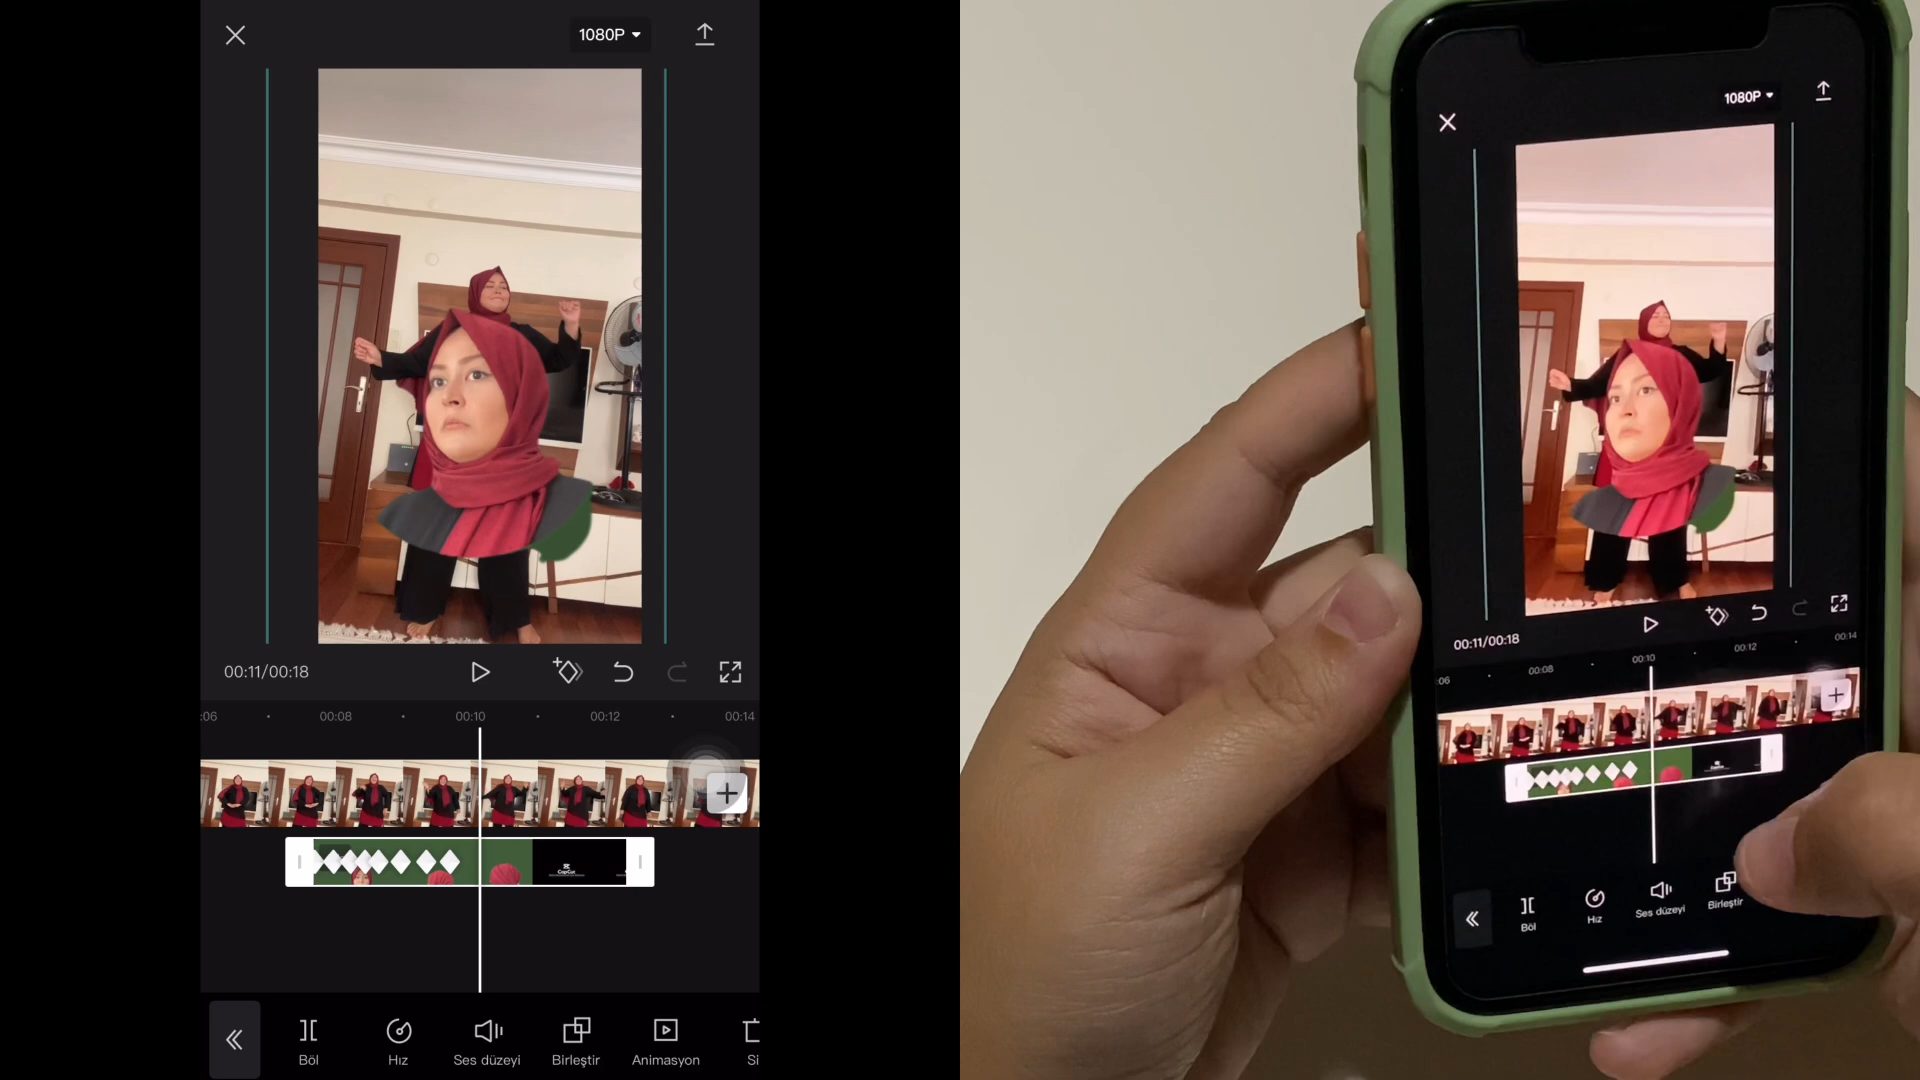 1080P
00:11/00:18
:06
00:08
00:10
00:12
00:14
CapCut
Böl
Hız
Ses düzeyi
Birleştir
Animasyon
Si
1080P
00:11/00:18
:06
00:08
00:10
00:12
00:14
CapCut
Böl
Hız
Ses düzeyi
Birleştir